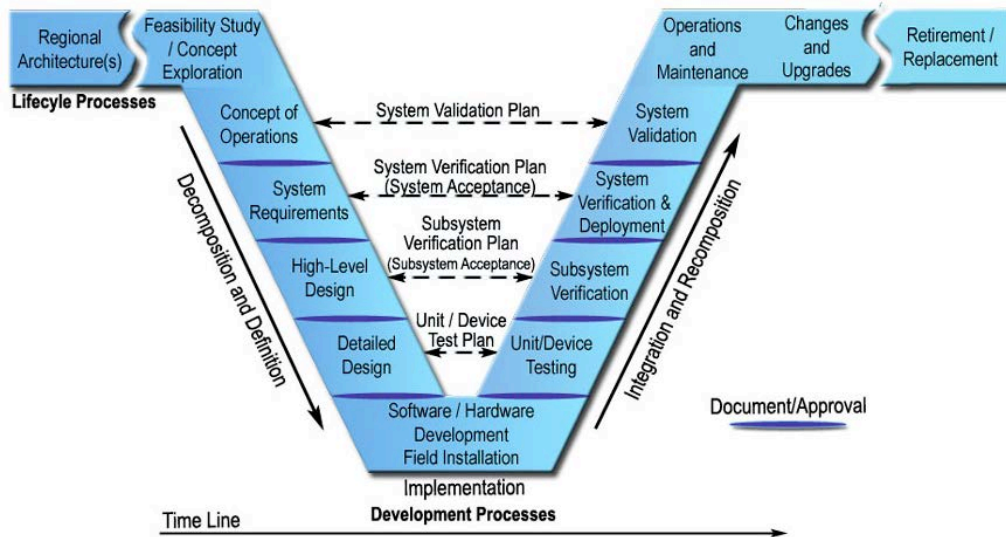 Regional
Architecture(s)
Feasibility Study
/ Concept
Exploration
Operations
and
Maintenance
Changes
and
Upgrades
Retirement /
Replacement
Lifecyle Processes
Concept of
Operations
System Validation Plan
System
Validation
System
Requirements
System Verification Plan
(System Acceptance)
System
Verification &
Deployment
High-Level
Design
Subsystem
Verification Plan
(Subsystem Acceptance)
Subsystem
Verification
Detailed
Design
Unit / Device
Test Plan
Unit/Device
Testing
Decomposition and Definition
Integration and Recomposition
Software / Hardware
Development
Field Installation
Implementation
Development Processes
Document/Approval
Time Line